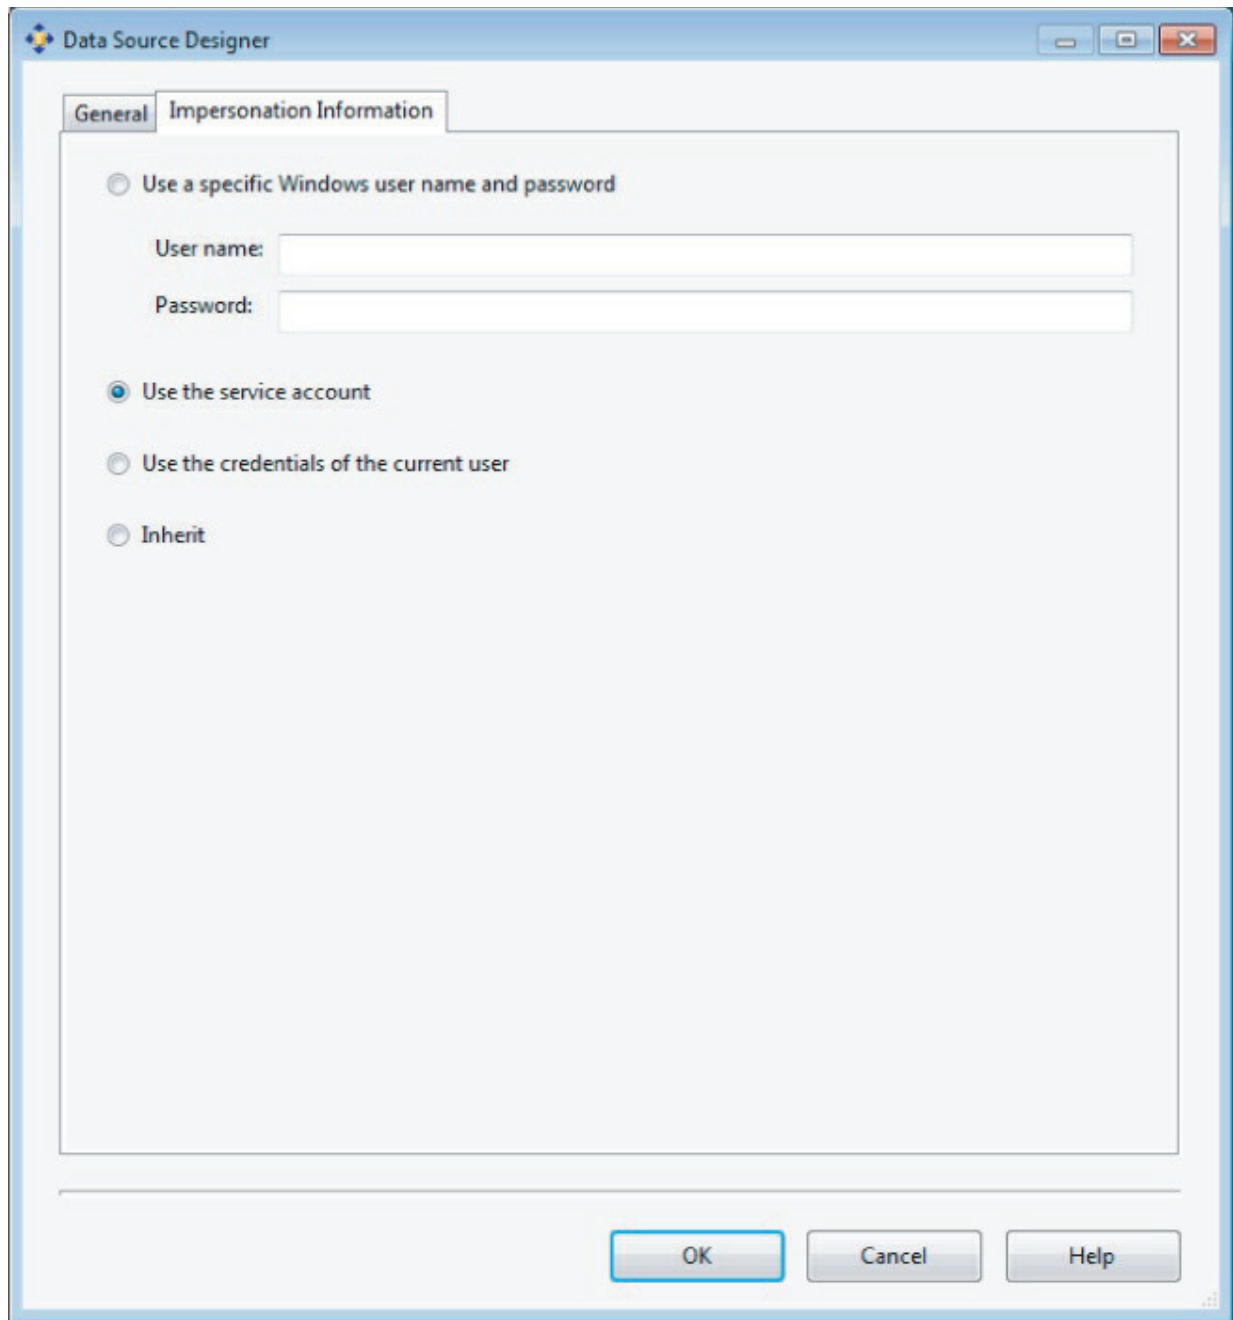 Data Source Designer
General
Impersonation Information
Use a specific Windows user name and password
User name:
Password:
Use the service account
Use the credentials of the current user
Inherit
OK
Cancel
Help